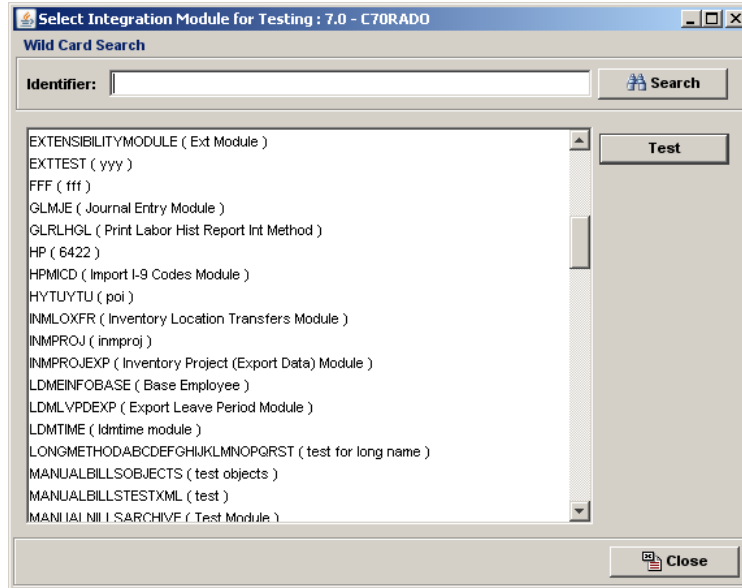 Select Integration Module for Testing : 7.0 - C70RADO
Wild Card Search
Identifier:
Search
EXTENSIBILITYMODULE ( Ext Module )
Test
EXTTEST ( yyy )
FFF ( fff )
GLMJE ( Journal Entry Module )
GLRLHGL ( Print Labor Hist Report Int Method )
HP ( 6422 )
HPMICD ( Import I-9 Codes Module )
HYTUYTU ( poi )
INMLOXFR ( Inventory Location Transfers Module )
INMPROJ ( inmproj )
INMPROJEXP ( Inventory Project (Export Data) Module )
LDMEINFOBASE ( Base Employee )
LDMLVPDEXP ( Export Leave Period Module )
LDMTIME ( ldmtime module )
LONGMETHODABCDEFGHIJKLMNOPQRST ( test for long name )
MANUALBILLSOBJECTS ( test objects )
MANUALBILLSTESTXML ( test )
MANUALNILLSARCHIVE ( Test Module )
Close